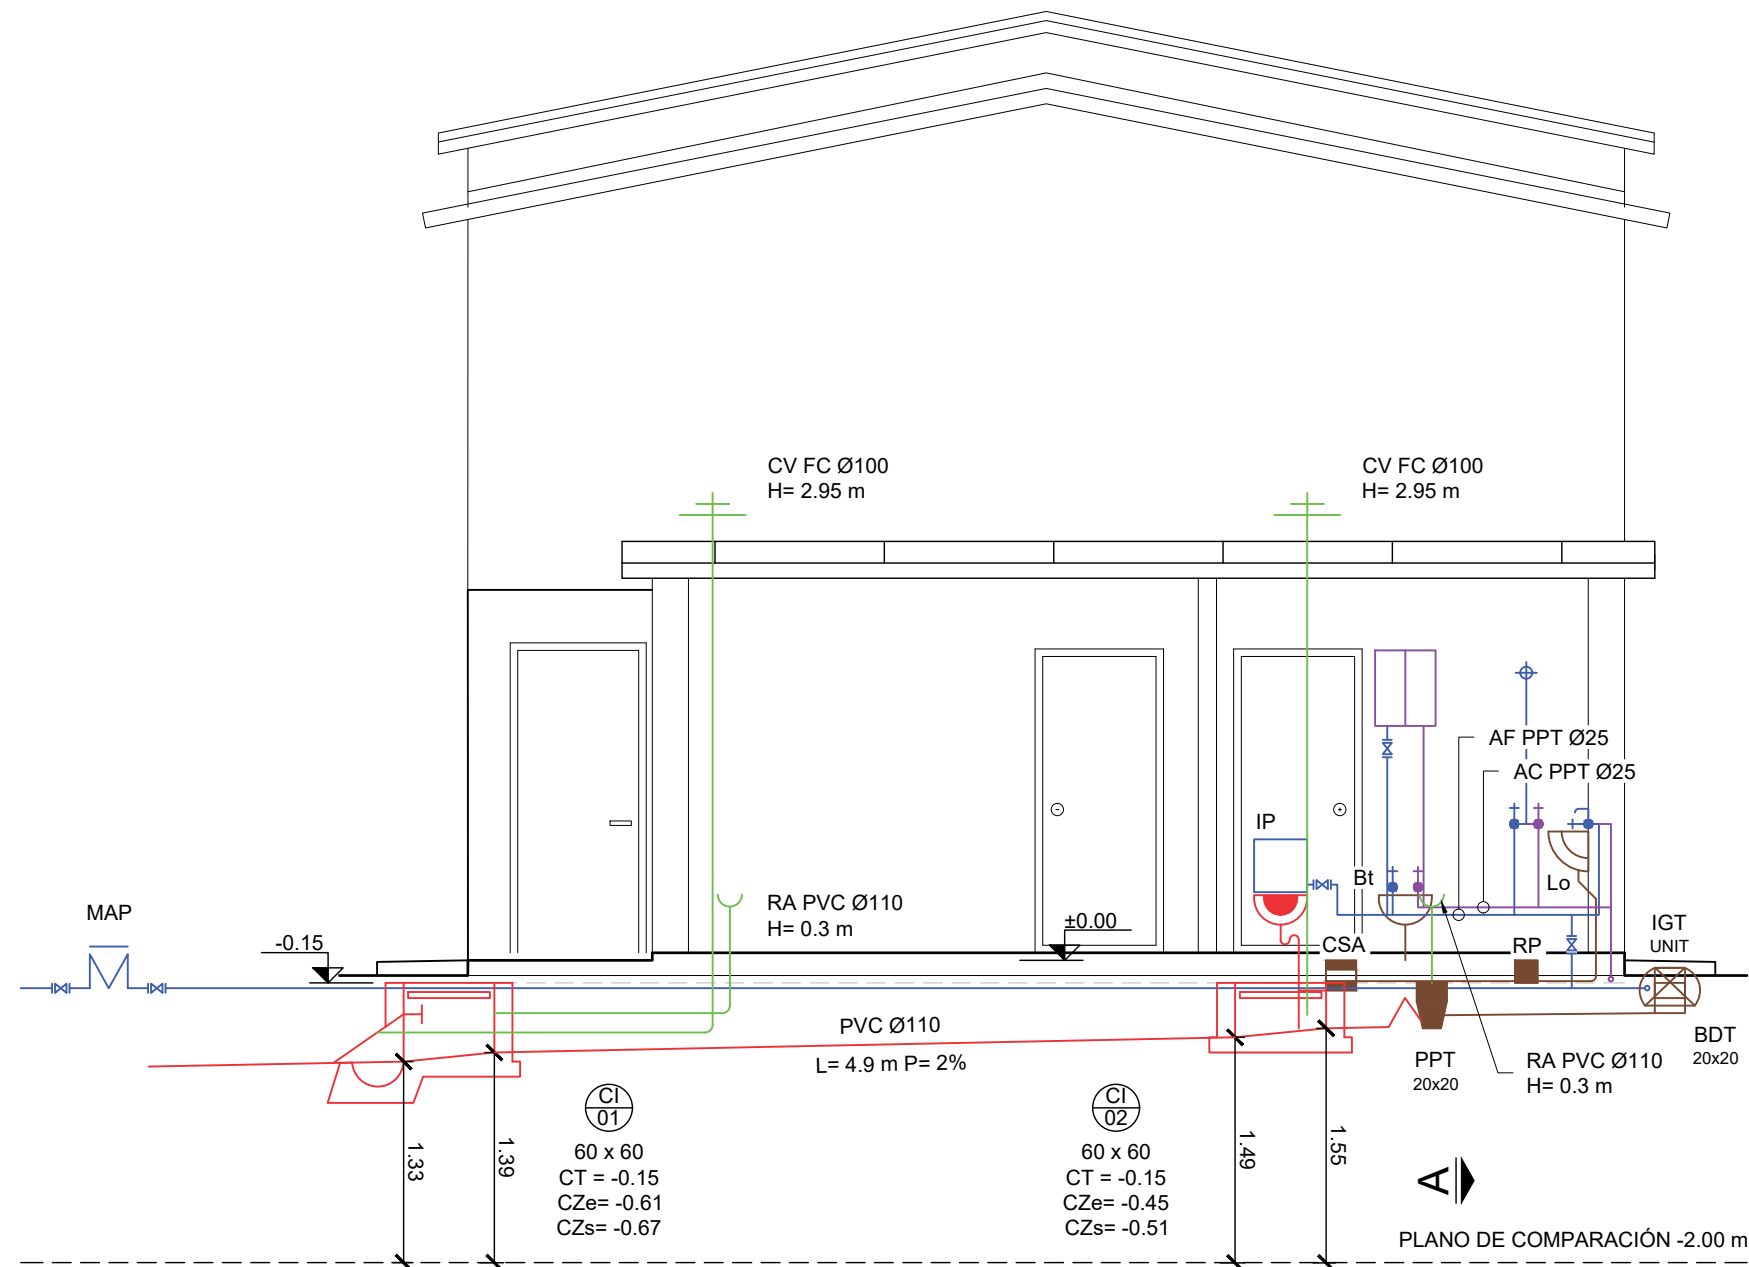 CV FC Ø100
H= 2.95 m
CV FC Ø100
H= 2.95 m
AF PPT Ø25
AC PPT Ø25
IP
Bt
Lo
MAP
RA PVC Ø110
H= 0.3 m
-0.15
±0.00
CSA
RP
IGT
UNIT
PVC Ø110
L= 4.9 m P= 2%
BDT
20x20
PPT
20x20
RA PVC Ø110
H= 0.3 m
CI
01
60 x 60
CT = -0.15
CZe= -0.61
CZs= -0.67
CI
02
60 x 60
CT = -0.15
CZe= -0.45
CZs= -0.51
1.33
1.39
1.49
1.55
A
PLANO DE COMPARACIÓN -2.00 m